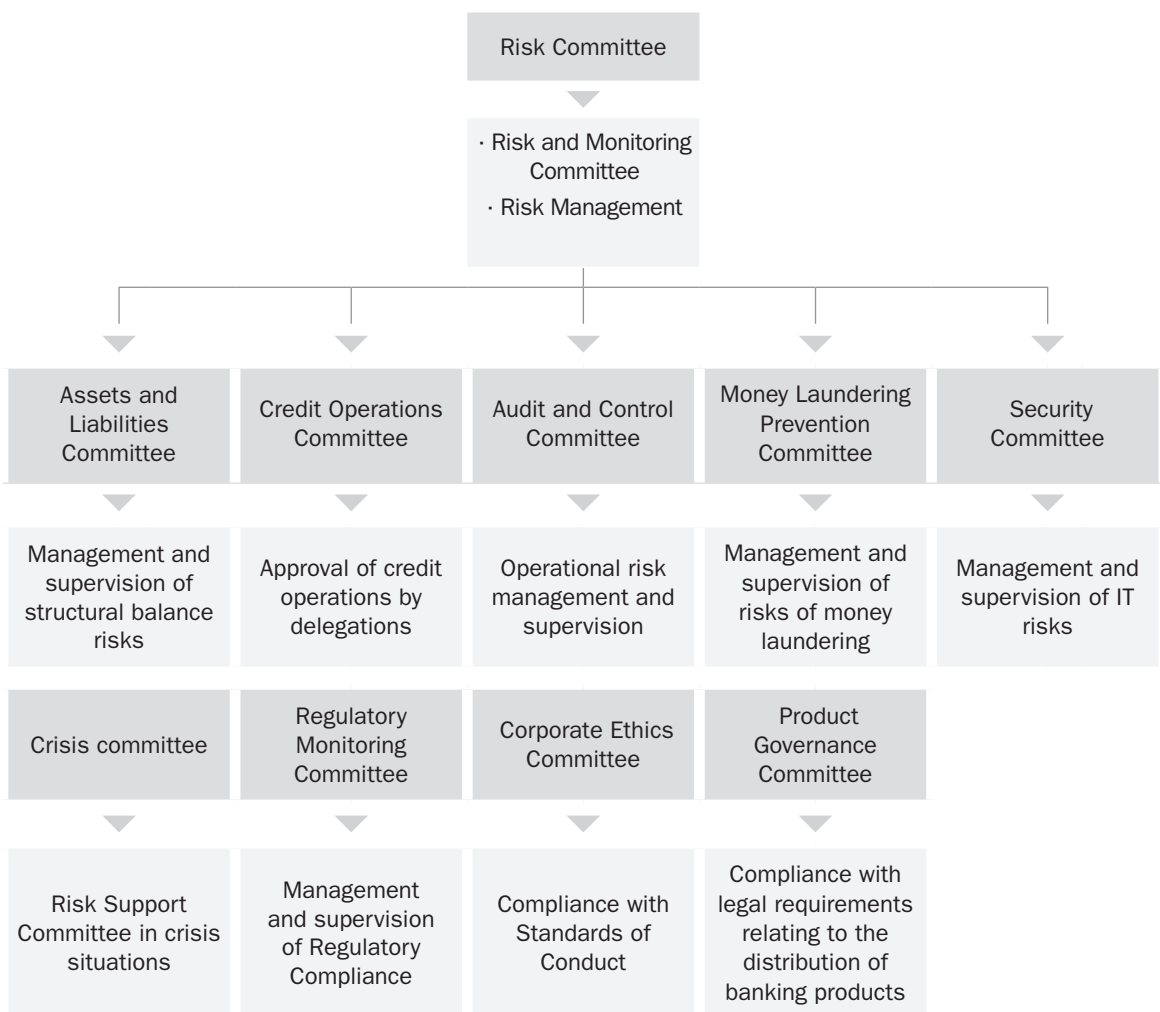 Risk Committee
· Risk and Monitoring
Committee
· Risk Management
Assets and
Liabilities
Committee
Credit Operations
Committee
Audit and Control
Committee
Money Laundering
Prevention
Committee
Security
Committee
Management and
supervision of
structural balance
risks
Approval of credit
operations by
delegations
Operational risk
management and
supervision
Management and
supervision of
risks of money
laundering
Management and
supervision of IT
risks
Crisis committee
Regulatory
Monitoring
Committee
Corporate Ethics
Committee
Product
Governance
Committee
Risk Support
Committee in crisis
situations
Management
and supervision
of Regulatory
Compliance
Compliance with
Standards of
Conduct
Compliance with
legal requirements
relating to the
distribution of
banking products